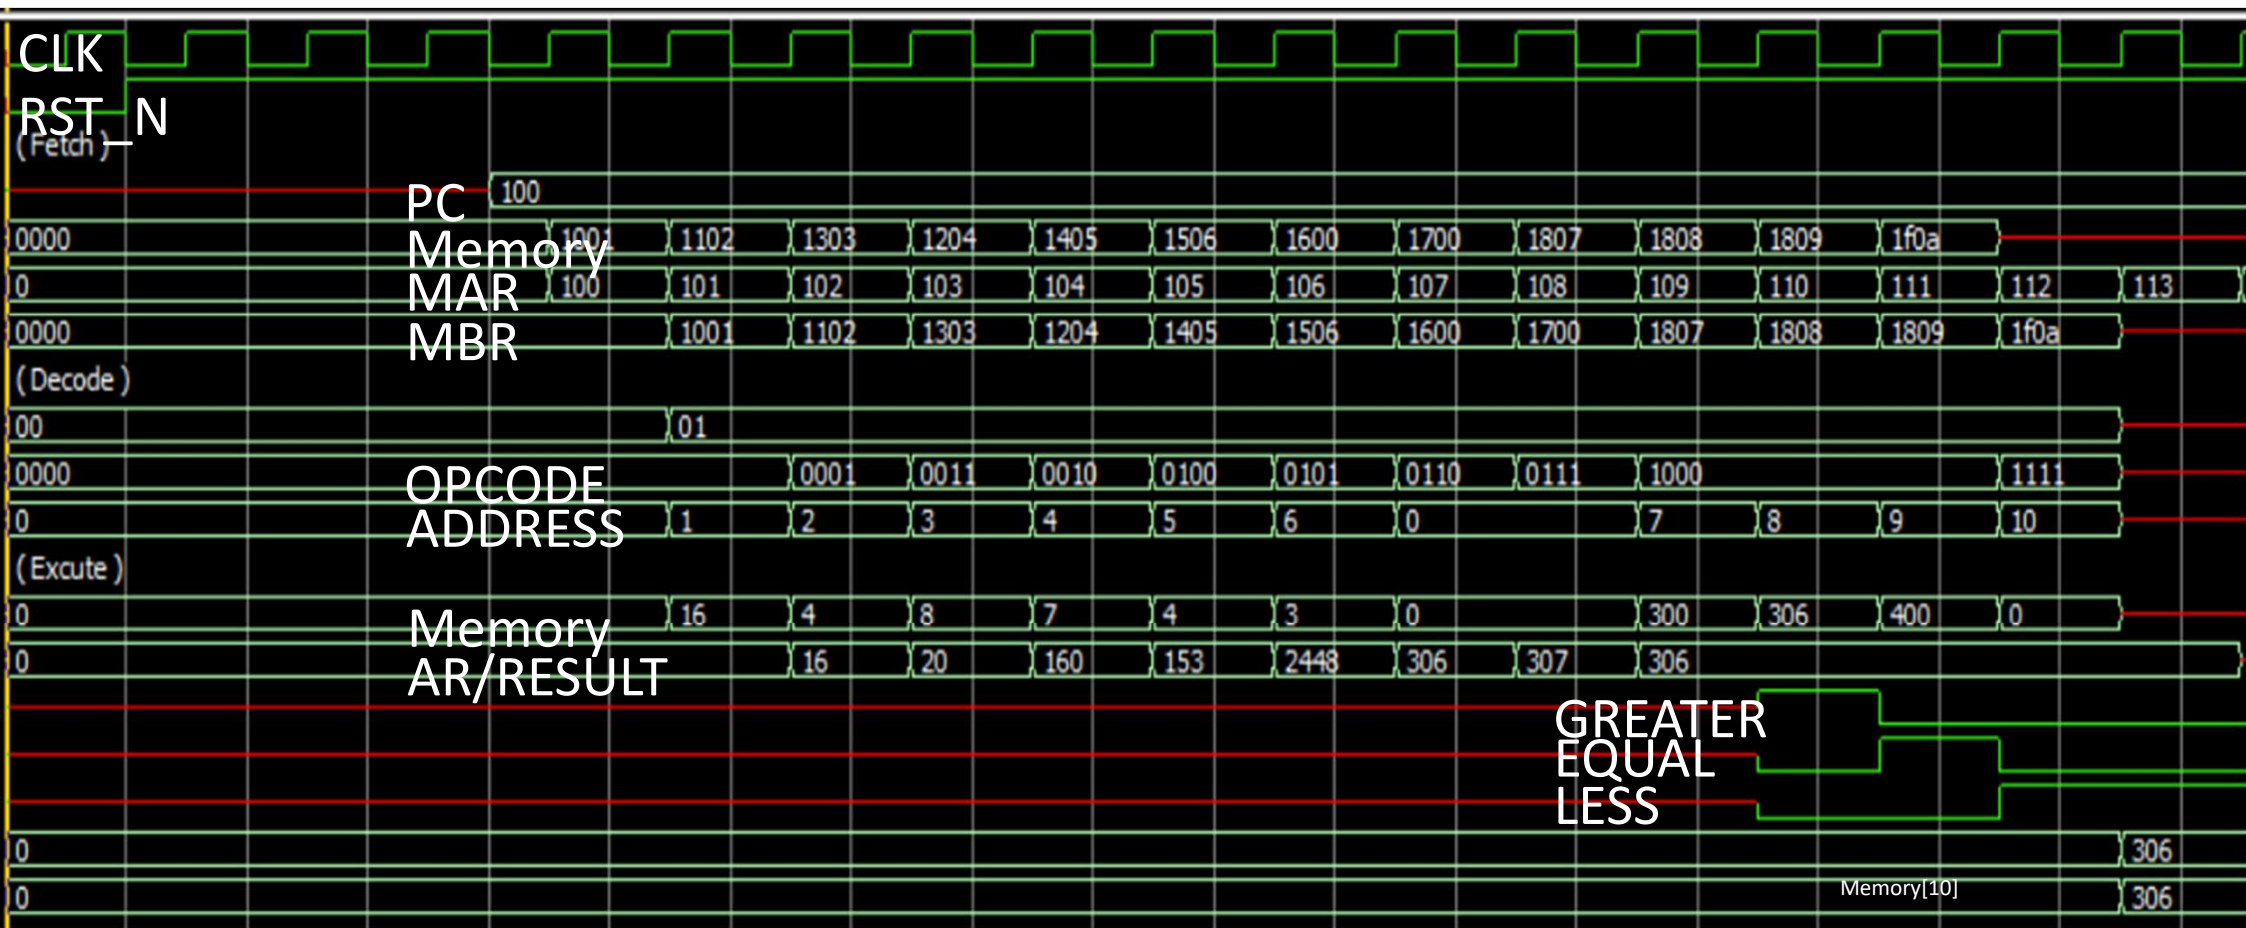 CLK
RST_N
(Fetch)
PC 100
0000 Memory 1001 1102 1303 1204 1405 1506 1600 1700 1807 1808 1809 1f0a
0 MAR 100 101 102 103 104 105 106 107 108 109 110 111 112 113
0000 MBR 1001 1102 1303 1204 1405 1506 1600 1700 1807 1808 1809 1f0a
(Decode)
00 01
0000 OPCODE 0001 0011 0010 0100 0101 0110 0111 1000 1111
0 ADDRESS 1 2 3 4 5 6 0 7 8 9 10
(Excute)
0 Memory 16 4 8 7 4 3 0 300 306 400 0
0 AR/RESULT 16 20 160 153 2448 306 307 306
GREATER
EQUAL
LESS
0 306
0 Memory[10] 306